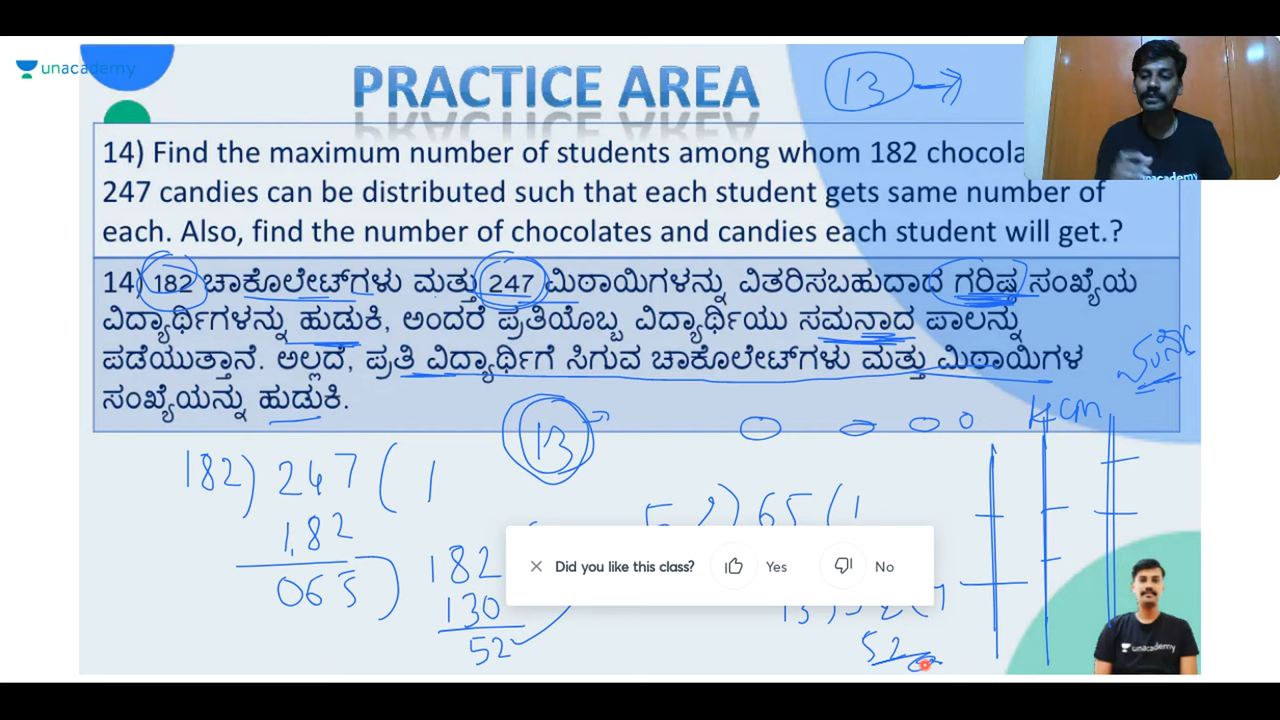 unacademy
PRACTICE AREA
13
14) Find the maximum number of students among whom 182 chocola
247 candies can be distributed such that each student gets same number of
each. Also, find the number of chocolates and candies each student will get.?
14) 182 ಚಾಕೊಲೇಟ್‌ಗಳು ಮತ್ತು 247 ಮಿಠಾಯಿಗಳನ್ನು ವಿತರಿಸಬಹುದಾದ ಗರಿಷ್ಠ ಸಂಖ್ಯೆಯ
ವಿದ್ಯಾರ್ಥಿಗಳನ್ನು ಹುಡುಕಿ, ಅಂದರೆ ಪ್ರತಿಯೊಬ್ಬ ವಿದ್ಯಾರ್ಥಿಯು ಸಮನಾದ ಪಾಲನ್ನು
ಪಡೆಯುತ್ತಾನೆ. ಅಲ್ಲದೆ, ಪ್ರತಿ ವಿದ್ಯಾರ್ಥಿಗೆ ಸಿಗುವ ಚಾಕೊಲೇಟ್‌ಗಳು ಮತ್ತು ಮಿಠಾಯಿಗಳ
ಸಂಖ್ಯೆಯನ್ನು ಹುಡುಕಿ.
13
182) 247 ( 1
182
065) 182
130
52
) 65 ( 1
52
cm
Did you like this class? Yes No
unacademy
unacademy